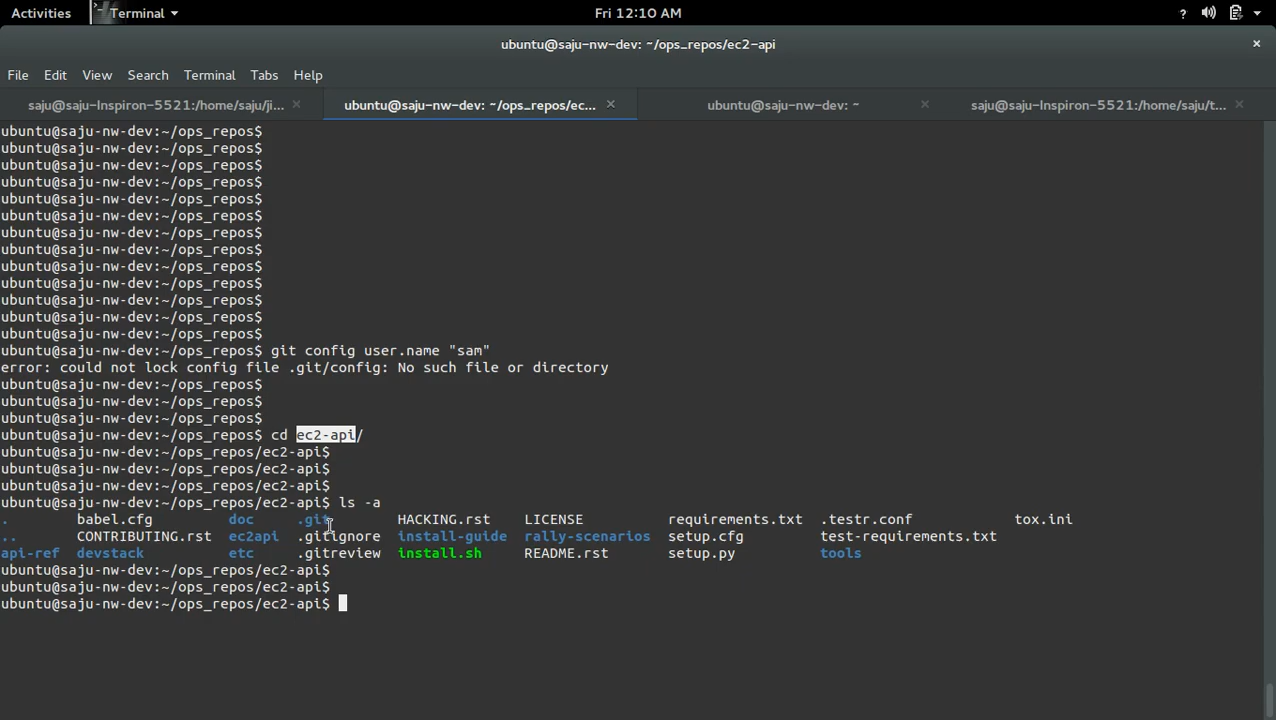 Activities Terminal Fri 12:10 AM ?
ubuntu@saju-nw-dev: ~/ops_repos/ec2-api ×
File Edit View Search Terminal Tabs Help
saju@saju-Inspiron-5521:/home/saju/ji... × ubuntu@saju-nw-dev: ~/ops_repos/ec... × ubuntu@saju-nw-dev: ~ × saju@saju-Inspiron-5521:/home/saju/t... ×
ubuntu@saju-nw-dev:~/ops_repos$
ubuntu@saju-nw-dev:~/ops_repos$
ubuntu@saju-nw-dev:~/ops_repos$
ubuntu@saju-nw-dev:~/ops_repos$
ubuntu@saju-nw-dev:~/ops_repos$
ubuntu@saju-nw-dev:~/ops_repos$
ubuntu@saju-nw-dev:~/ops_repos$
ubuntu@saju-nw-dev:~/ops_repos$
ubuntu@saju-nw-dev:~/ops_repos$
ubuntu@saju-nw-dev:~/ops_repos$
ubuntu@saju-nw-dev:~/ops_repos$
ubuntu@saju-nw-dev:~/ops_repos$
ubuntu@saju-nw-dev:~/ops_repos$
ubuntu@saju-nw-dev:~/ops_repos$ git config user.name "sam"
error: could not lock config file .git/config: No such file or directory
ubuntu@saju-nw-dev:~/ops_repos$
ubuntu@saju-nw-dev:~/ops_repos$
ubuntu@saju-nw-dev:~/ops_repos$
ubuntu@saju-nw-dev:~/ops_repos$ cd ec2-api/
ubuntu@saju-nw-dev:~/ops_repos/ec2-api$
ubuntu@saju-nw-dev:~/ops_repos/ec2-api$
ubuntu@saju-nw-dev:~/ops_repos/ec2-api$
ubuntu@saju-nw-dev:~/ops_repos/ec2-api$ ls -a
. babel.cfg doc .git HACKING.rst LICENSE requirements.txt .testr.conf tox.ini
.. CONTRIBUTING.rst ec2api .gitignore install-guide rally-scenarios setup.cfg test-requirements.txt
api-ref devstack etc .gitreview install.sh README.rst setup.py tools
ubuntu@saju-nw-dev:~/ops_repos/ec2-api$
ubuntu@saju-nw-dev:~/ops_repos/ec2-api$
ubuntu@saju-nw-dev:~/ops_repos/ec2-api$